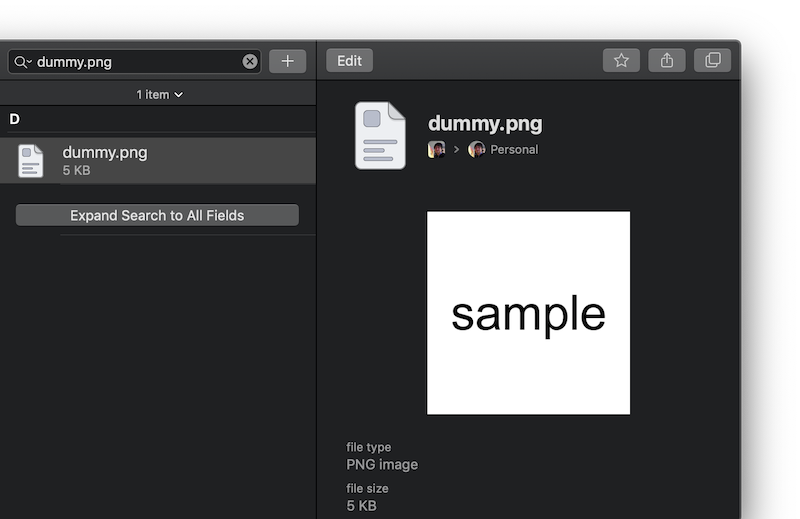 dummy.png
Edit
1 item
D
dummy.png
5 KB
Expand Search to All Fields
dummy.png
Personal
sample
file type
PNG image
file size
5 KB